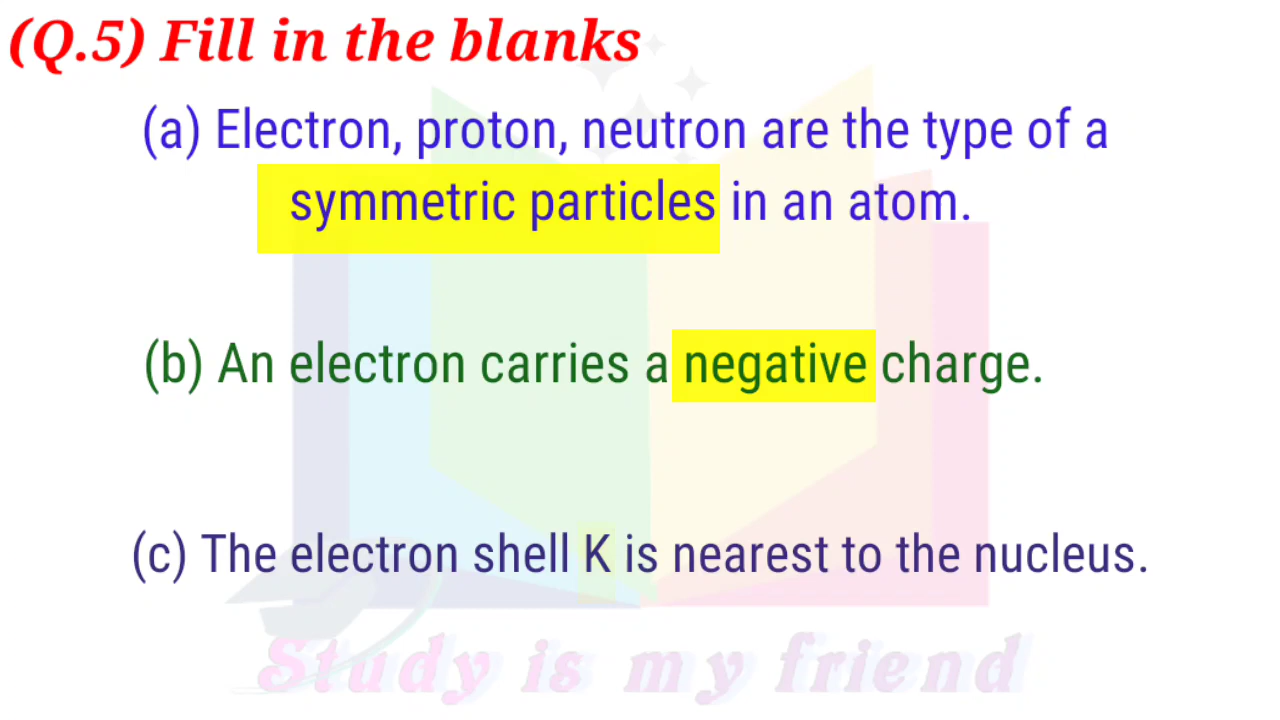 (Q.5) Fill in the blanks
(a) Electron, proton, neutron are the type of a
symmetric particles in an atom.
(b) An electron carries a negative charge.
(c) The electron shell K is nearest to the nucleus.
Study is my friend